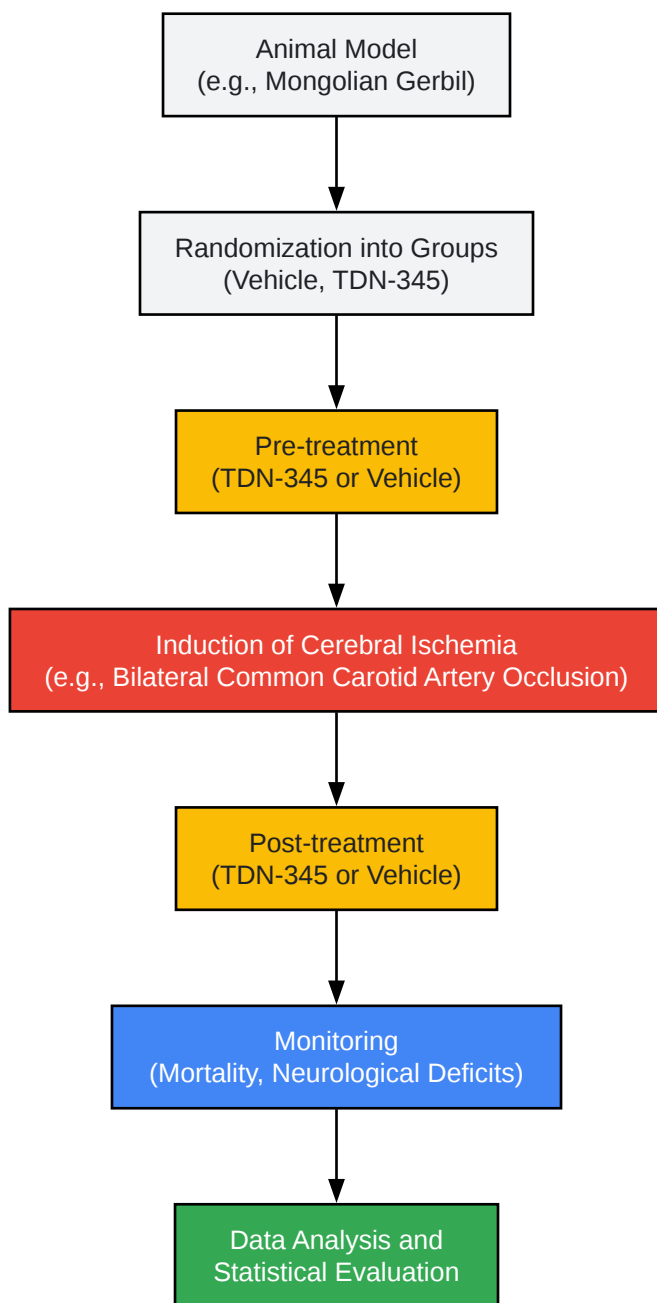 Animal Model
(e.g., Mongolian Gerbil)
Randomization into Groups
(Vehicle, TDN-345)
Pre-treatment
(TDN-345 or Vehicle)
Induction of Cerebral Ischemia
(e.g., Bilateral Common Carotid Artery Occlusion)
Post-treatment
(TDN-345 or Vehicle)
Monitoring
(Mortality, Neurological Deficits)
Data Analysis and
Statistical Evaluation